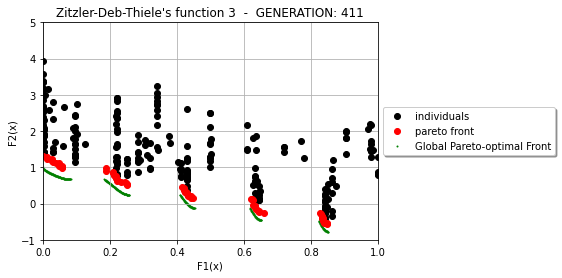 Zitzler-Deb-Thiele's function 3 - GENERATION: 411
5
4
3
2
1
0
−1
F2(x)
0.0 0.2 0.4 0.6 0.8 1.0
F1(x)
individuals
pareto front
Global Pareto-optimal Front